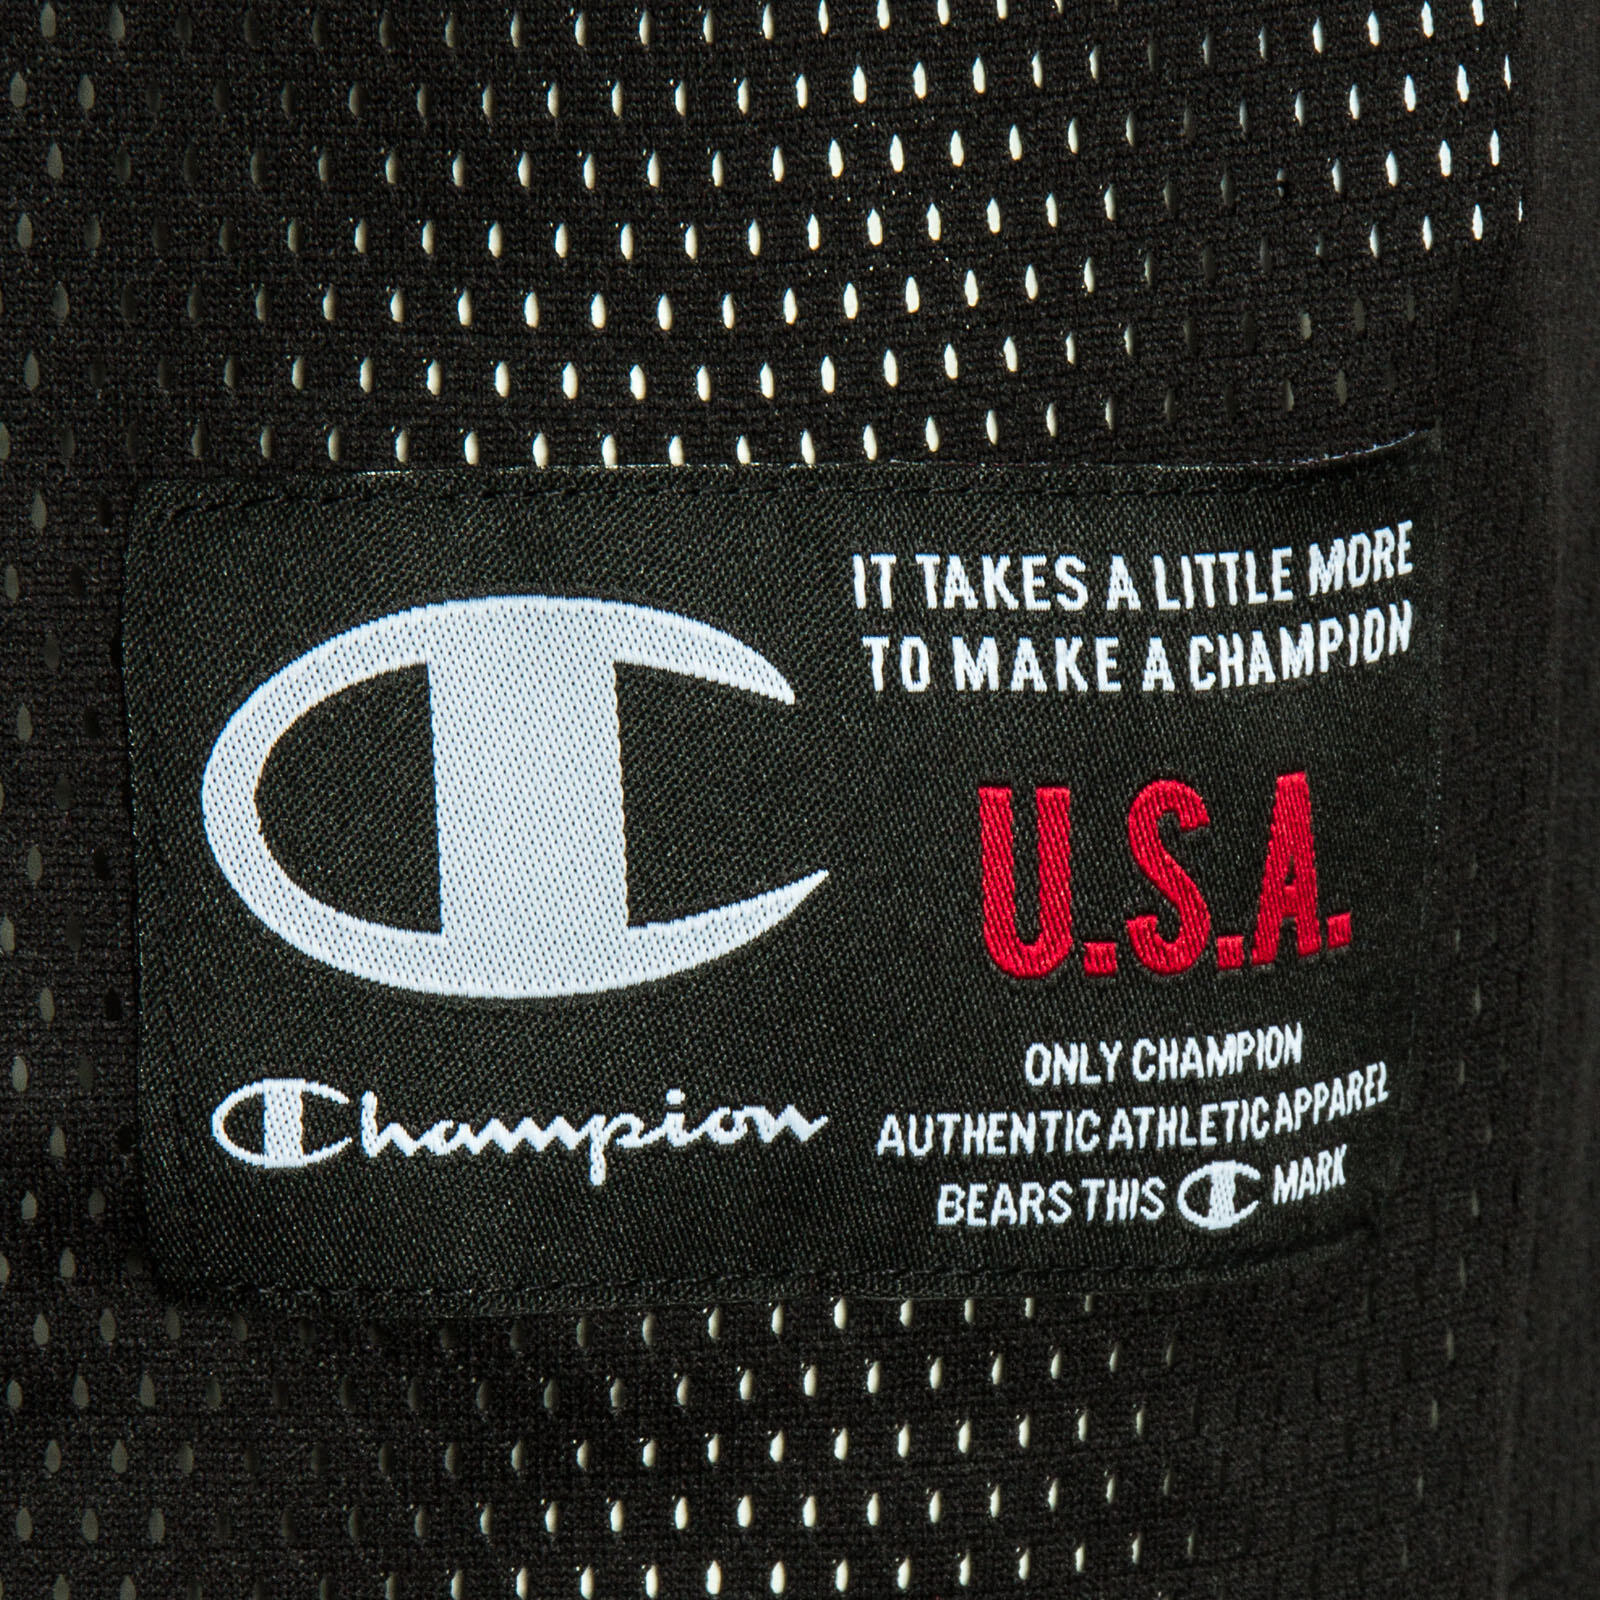 IT TAKES A LITTLE MORE
TO MAKE A CHAMPION
U.S.A.
Champion
ONLY CHAMPION
AUTHENTIC ATHLETIC APPAREL
BEARS THIS C MARK